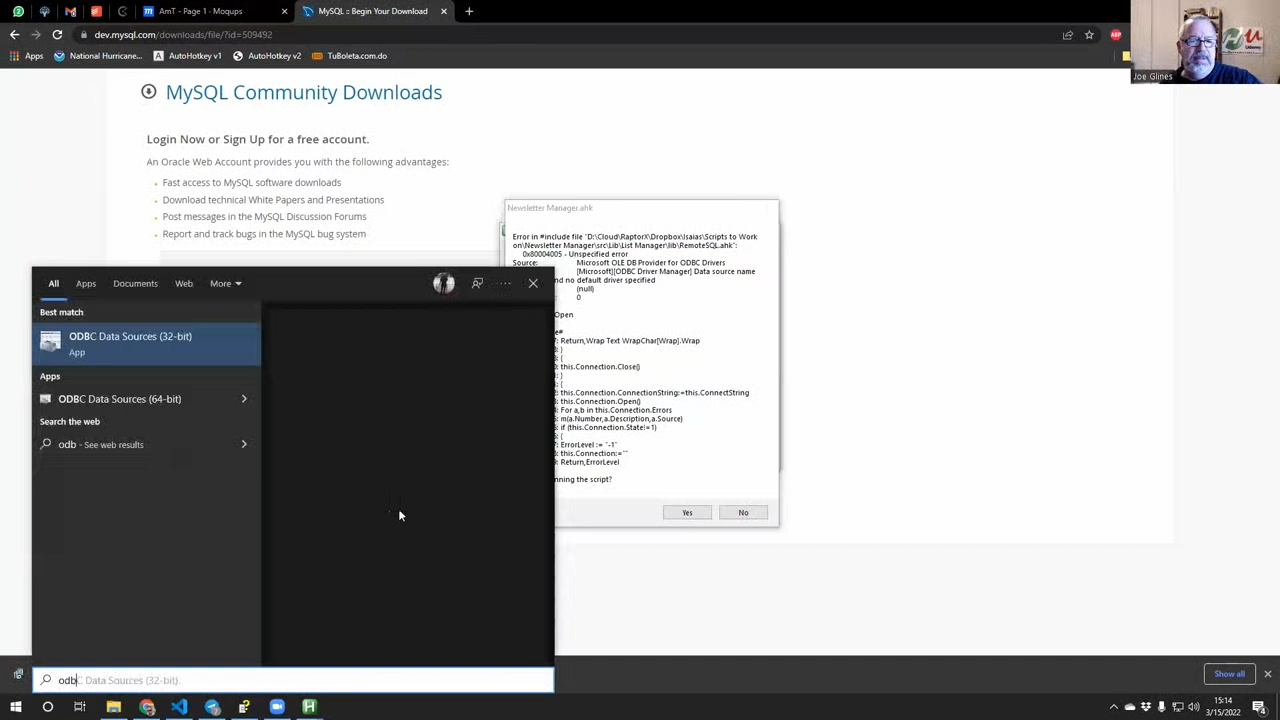 AmT - Page 1 - Moqups
MySQL :: Begin Your Download
dev.mysql.com/downloads/file/?id=509492
Apps
National Hurricane...
AutoHotkey v1
AutoHotkey v2
TuBoleta.com.do
Joe Glines
MySQL Community Downloads
Login Now or Sign Up for a free account.
An Oracle Web Account provides you with the following advantages:
Fast access to MySQL software downloads
Download technical White Papers and Presentations
Post messages in the MySQL Discussion Forums
Report and track bugs in the MySQL bug system
Newsletter Manager.ahk
Error in #include file "D:\Cloud\RaptorX\Dropbox\Isaias\Scripts to Work
on\Newsletter Manager\src\Lib\List Manager\lib\RemoteSQL.ahk":
0x80004005 - Unspecified error
Source: Microsoft OLE DB Provider for ODBC Drivers
[Microsoft][ODBC Driver Manager] Data source name
nd no default driver specified
(null)
0
Open
e#
: Return,Wrap Text WrapChar[Wrap].Wrap
: }
: {
: this.Connection.Close()
: }
: {
: this.Connection.ConnectionString:=this.ConnectString
: this.Connection.Open()
: For a,b in this.Connection.Errors
: m(a.Number,a.Description,a.Source)
: if (this.Connection.State!=1)
: {
: ErrorLevel := "-1"
: this.Connection:=""
: Return,ErrorLevel
nning the script?
Yes
No
All
Apps
Documents
Web
More
Best match
ODBC Data Sources (32-bit)
App
Apps
ODBC Data Sources (64-bit)
Search the web
odb - See web results
odbC Data Sources (32-bit)
Show all
15:14
3/15/2022